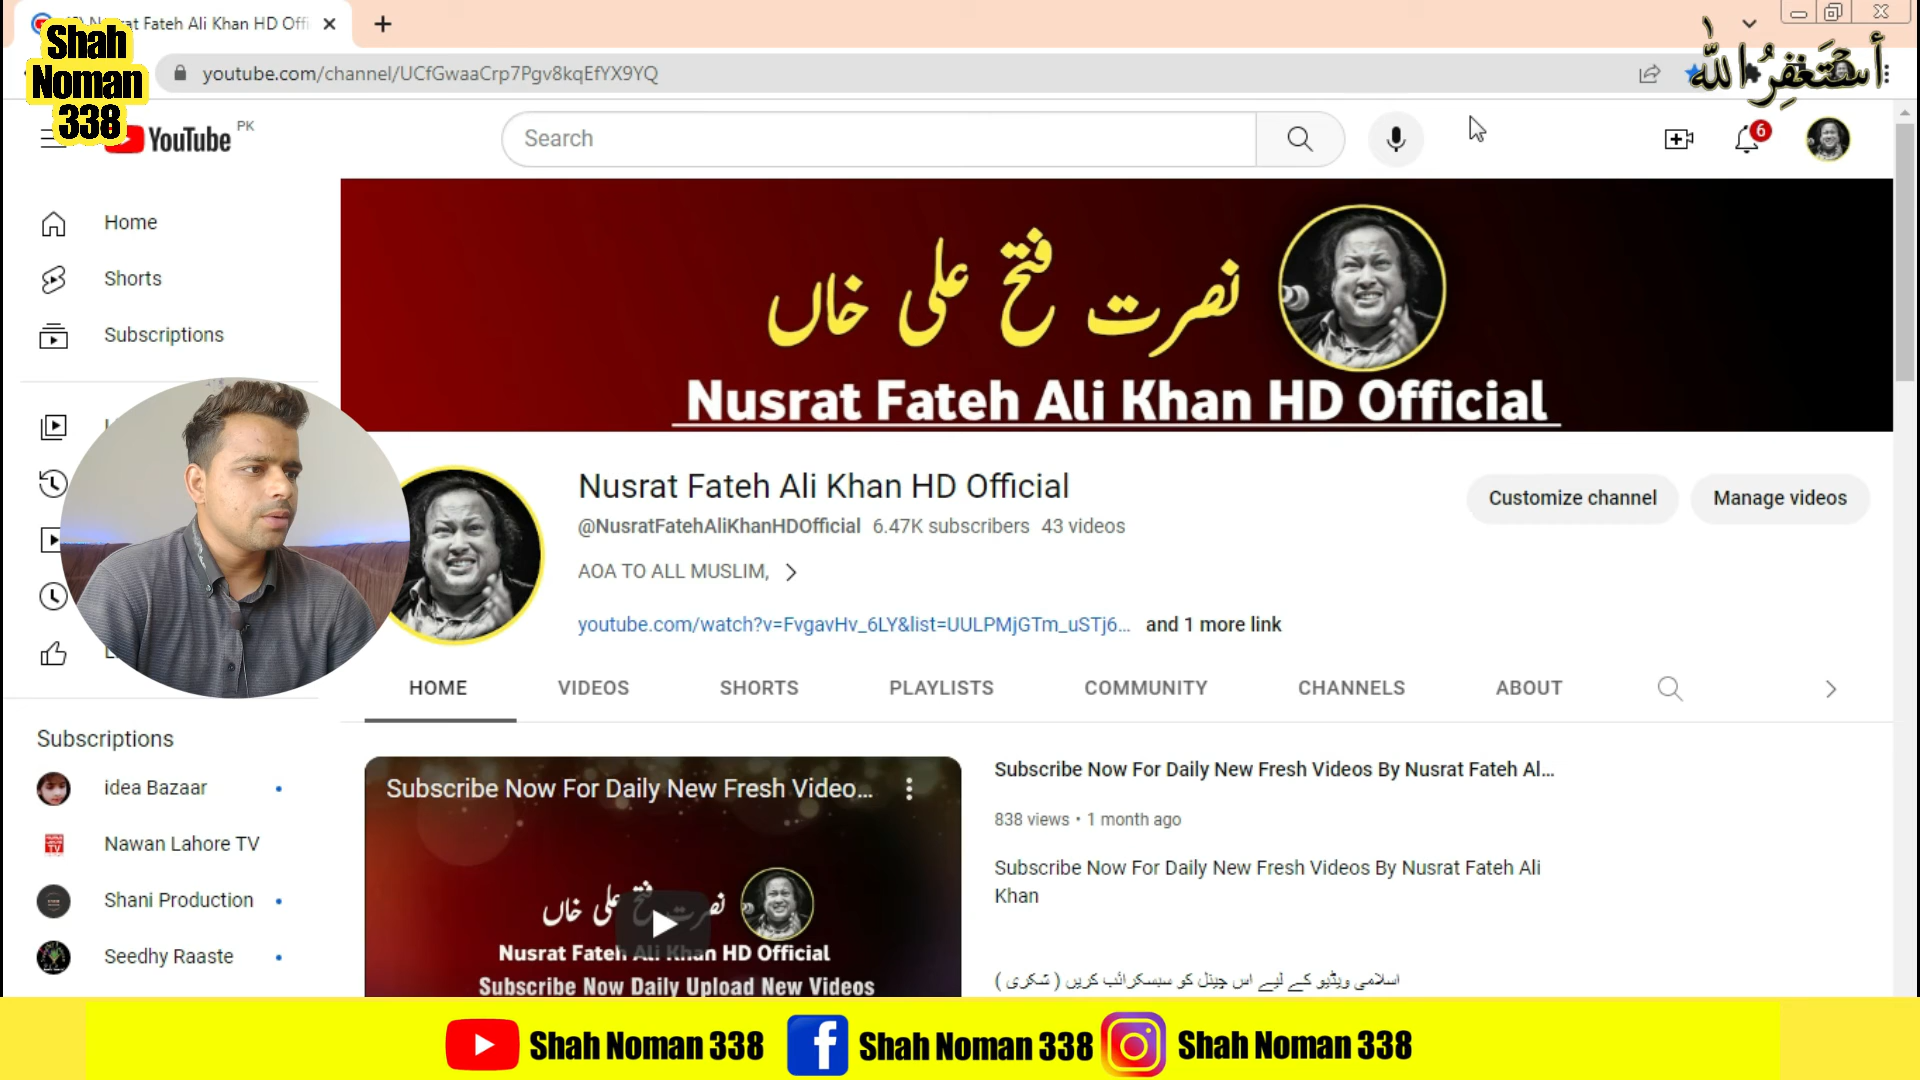 Nusrat Fateh Ali Khan HD Offi
Shah
Noman
338
أستغفر الله
youtube.com/channel/UCfGwaaCrp7Pgv8kqEfYX9YQ
YouTube PK
Search
6
Home
Shorts
Subscriptions
نصرت فتح علی خاں
Nusrat Fateh Ali Khan HD Official
Nusrat Fateh Ali Khan HD Official
@NusratFatehAliKhanHDOfficial 6.47K subscribers 43 videos
Customize channel
Manage videos
AOA TO ALL MUSLIM,
youtube.com/watch?v=FvgavHv_6LY&list=UULPMjGTm_uSTj6... and 1 more link
HOME VIDEOS SHORTS PLAYLISTS COMMUNITY CHANNELS ABOUT
Subscriptions
idea Bazaar
Nawan Lahore TV
Shani Production
Seedhy Raaste
Subscribe Now For Daily New Fresh Video...
نصرت فتح علی خاں
Nusrat Fateh Ali Khan HD Official
Subscribe Now Daily Upload New Videos
Subscribe Now For Daily New Fresh Videos By Nusrat Fateh Al...
838 views • 1 month ago
Subscribe Now For Daily New Fresh Videos By Nusrat Fateh Ali
Khan
اسلامی ویڈیو کے لیے اس چینل کو سبسکرائب کریں ( شکری )
Shah Noman 338
Shah Noman 338
Shah Noman 338